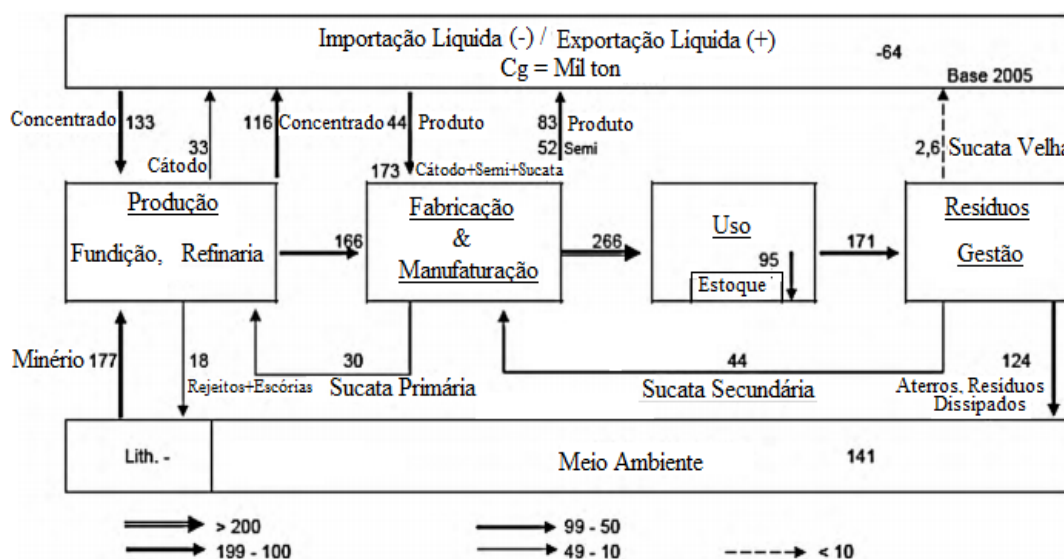 Importação Líquida (-) / Exportação Líquida (+)
Cg = Mil ton
-64
Base 2005
Concentrado 133
33
Cátodo
116 Concentrado
44 Produto
83 Produto
52 Semi
2,6 Sucata Velha
173 Cátodo+Semi+Sucata
Produção
Fundição, Refinaria
166
Fabricação
&
Manufaturação
266
Uso
95
Estoque
171
Resíduos
Gestão
Minério 177
18
Rejeitos+Escórias
30
Sucata Primária
44
Sucata Secundária
124
Aterros, Resíduos
Dissipados
Lith. -
Meio Ambiente
141
> 200
199 - 100
99 - 50
49 - 10
< 10